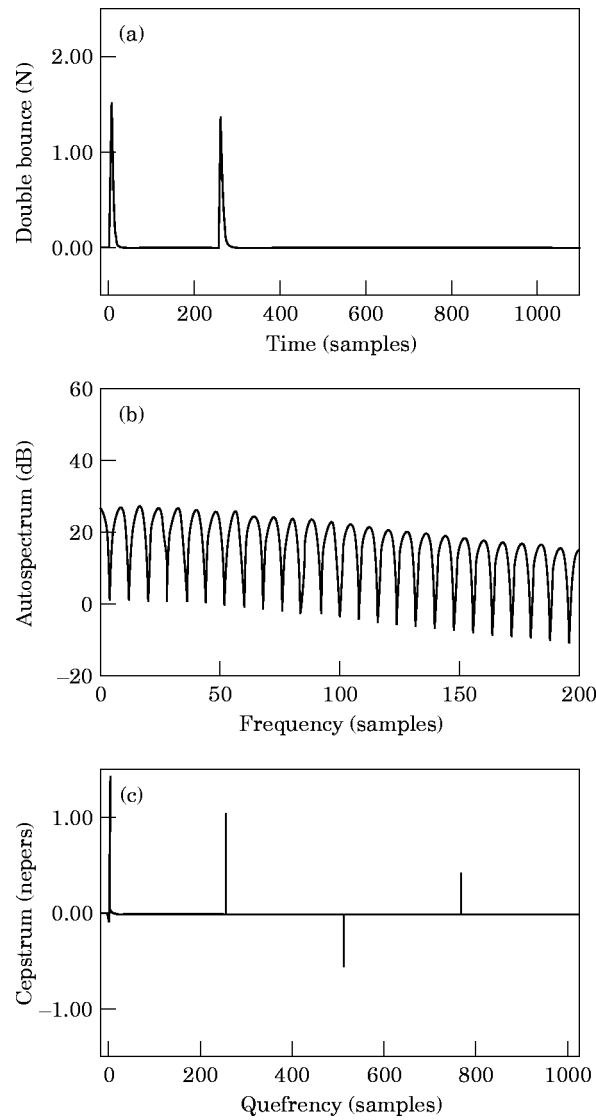 (a)
2.00
1.00
0.00
Double bounce (N)
0 200 400 600 800 1000
Time (samples)
60
(b)
40
20
0
–20
Autospectrum (dB)
0 50 100 150 200
Frequency (samples)
(c)
1.00
0.00
–1.00
Cepstrum (nepers)
0 200 400 600 800 1000
Quefrency (samples)